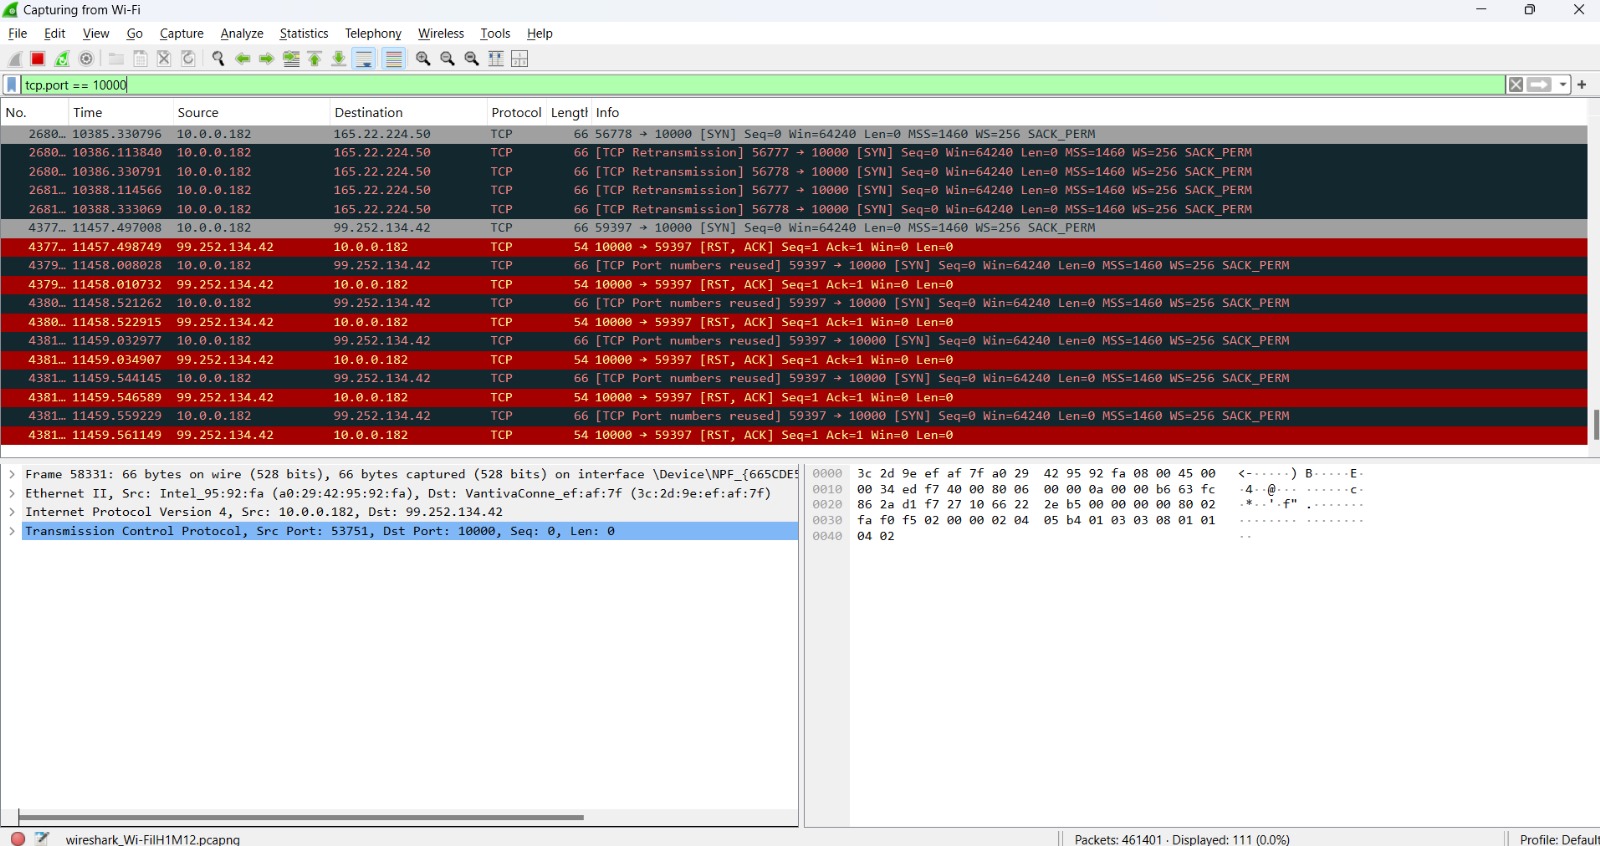 Capturing from Wi-Fi
File Edit View Go Capture Analyze Statistics Telephony Wireless Tools Help
tcp.port == 10000
No. Time Source Destination Protocol Length Info
2680… 10385.330796 10.0.0.182 165.22.224.50 TCP 66 56778 → 10000 [SYN] Seq=0 Win=64240 Len=0 MSS=1460 WS=256 SACK_PERM
2680… 10386.113840 10.0.0.182 165.22.224.50 TCP 66 [TCP Retransmission] 56777 → 10000 [SYN] Seq=0 Win=64240 Len=0 MSS=1460 WS=256 SACK_PERM
2680… 10386.330791 10.0.0.182 165.22.224.50 TCP 66 [TCP Retransmission] 56778 → 10000 [SYN] Seq=0 Win=64240 Len=0 MSS=1460 WS=256 SACK_PERM
2681… 10388.114566 10.0.0.182 165.22.224.50 TCP 66 [TCP Retransmission] 56777 → 10000 [SYN] Seq=0 Win=64240 Len=0 MSS=1460 WS=256 SACK_PERM
2681… 10388.333069 10.0.0.182 165.22.224.50 TCP 66 [TCP Retransmission] 56778 → 10000 [SYN] Seq=0 Win=64240 Len=0 MSS=1460 WS=256 SACK_PERM
4377… 11457.497008 10.0.0.182 99.252.134.42 TCP 66 59397 → 10000 [SYN] Seq=0 Win=64240 Len=0 MSS=1460 WS=256 SACK_PERM
4377… 11457.498749 99.252.134.42 10.0.0.182 TCP 54 10000 → 59397 [RST, ACK] Seq=1 Ack=1 Win=0 Len=0
4379… 11458.008028 10.0.0.182 99.252.134.42 TCP 66 [TCP Port numbers reused] 59397 → 10000 [SYN] Seq=0 Win=64240 Len=0 MSS=1460 WS=256 SACK_PERM
4379… 11458.010732 99.252.134.42 10.0.0.182 TCP 54 10000 → 59397 [RST, ACK] Seq=1 Ack=1 Win=0 Len=0
4380… 11458.521262 10.0.0.182 99.252.134.42 TCP 66 [TCP Port numbers reused] 59397 → 10000 [SYN] Seq=0 Win=64240 Len=0 MSS=1460 WS=256 SACK_PERM
4380… 11458.522915 99.252.134.42 10.0.0.182 TCP 54 10000 → 59397 [RST, ACK] Seq=1 Ack=1 Win=0 Len=0
4381… 11459.032977 10.0.0.182 99.252.134.42 TCP 66 [TCP Port numbers reused] 59397 → 10000 [SYN] Seq=0 Win=64240 Len=0 MSS=1460 WS=256 SACK_PERM
4381… 11459.034907 99.252.134.42 10.0.0.182 TCP 54 10000 → 59397 [RST, ACK] Seq=1 Ack=1 Win=0 Len=0
4381… 11459.544145 10.0.0.182 99.252.134.42 TCP 66 [TCP Port numbers reused] 59397 → 10000 [SYN] Seq=0 Win=64240 Len=0 MSS=1460 WS=256 SACK_PERM
4381… 11459.546589 99.252.134.42 10.0.0.182 TCP 54 10000 → 59397 [RST, ACK] Seq=1 Ack=1 Win=0 Len=0
4381… 11459.559229 10.0.0.182 99.252.134.42 TCP 66 [TCP Port numbers reused] 59397 → 10000 [SYN] Seq=0 Win=64240 Len=0 MSS=1460 WS=256 SACK_PERM
4381… 11459.561149 99.252.134.42 10.0.0.182 TCP 54 10000 → 59397 [RST, ACK] Seq=1 Ack=1 Win=0 Len=0
Frame 58331: 66 bytes on wire (528 bits), 66 bytes captured (528 bits) on interface \Device\NPF_{665CDE5
Ethernet II, Src: Intel_95:92:fa (a0:29:42:95:92:fa), Dst: VantivaConne_ef:af:7f (3c:2d:9e:ef:af:7f)
Internet Protocol Version 4, Src: 10.0.0.182, Dst: 99.252.134.42
Transmission Control Protocol, Src Port: 53751, Dst Port: 10000, Seq: 0, Len: 0
0000 3c 2d 9e ef af 7f a0 29 42 95 92 fa 08 00 45 00 <-·····) B·····E·
0010 00 34 ed f7 40 00 80 06 00 00 0a 00 00 b6 63 fc ·4··@··· ······c·
0020 86 2a d1 f7 27 10 66 22 2e b5 00 00 00 00 80 02 ·*··'·f" .·······
0030 fa f0 f5 02 00 00 02 04 05 b4 01 03 03 08 01 01 ········ ········
0040 04 02 ··
wireshark_Wi-FiIH1M12.pcapng
Packets: 461401 · Displayed: 111 (0.0%)
Profile: Default